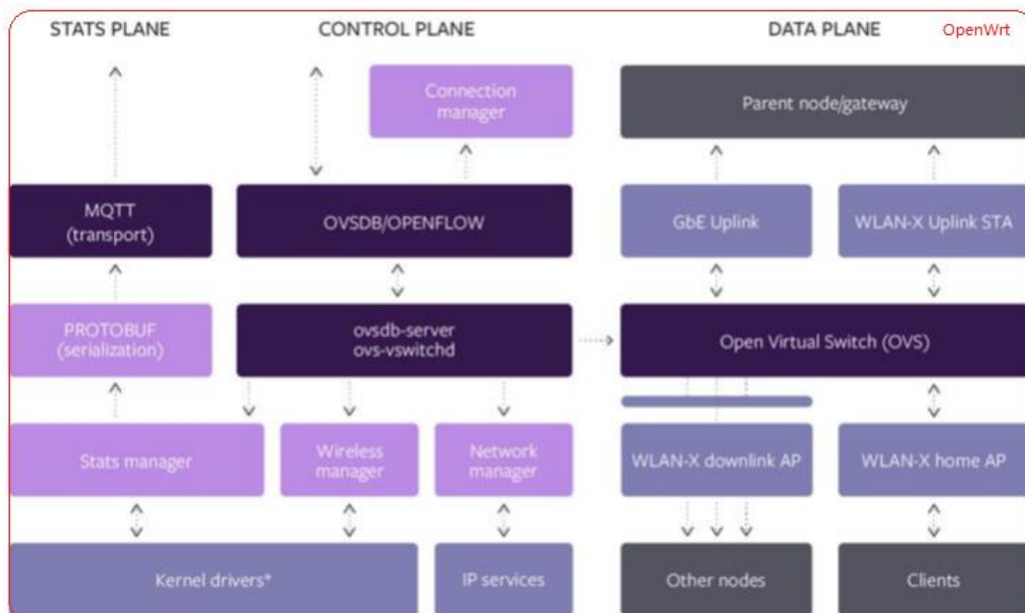 STATS PLANE
CONTROL PLANE
DATA PLANE
OpenWrt
Connection
manager
Parent node/gateway
MQTT
(transport)
OVSDB/OPENFLOW
GbE Uplink
WLAN-X Uplink STA
PROTOBUF
(serialization)
ovsdb-server
ovs-vswitchd
Open Virtual Switch (OVS)
Stats manager
Wireless
manager
Network
manager
WLAN-X downlink AP
WLAN-X home AP
Kernel drivers*
IP services
Other nodes
Clients